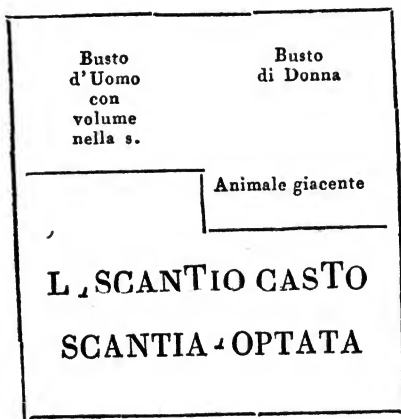 Busto
d'Uomo
con
volume
nella s.
Busto
di Donna
Animale giacente
L SCANTIO CASTO
SCANTIA OPTATA